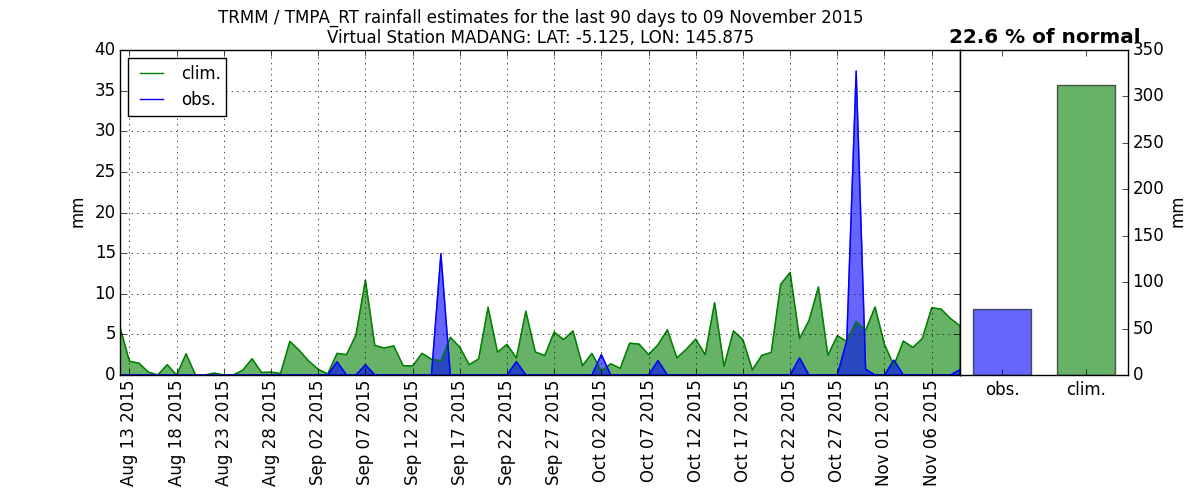 TRMM / TMPA_RT rainfall estimates for the last 90 days to 09 November 2015
Virtual Station MADANG: LAT: -5.125, LON: 145.875
22.6 % of normal
clim.
obs.
mm
40
35
30
25
20
15
10
5
0
Aug 13 2015
Aug 18 2015
Aug 23 2015
Aug 28 2015
Sep 02 2015
Sep 07 2015
Sep 12 2015
Sep 17 2015
Sep 22 2015
Sep 27 2015
Oct 02 2015
Oct 07 2015
Oct 12 2015
Oct 17 2015
Oct 22 2015
Oct 27 2015
Nov 01 2015
Nov 06 2015
350
300
250
200
150
100
50
0
mm
obs.
clim.